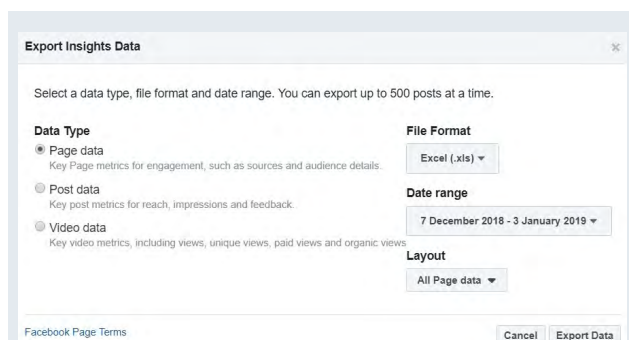 Export Insights Data
Select a data type, file format and date range. You can export up to 500 posts at a time.
Data Type
Page data
Key Page metrics for engagement, such as sources and audience details.
Post data
Key post metrics for reach, impressions and feedback.
Video data
Key video metrics, including views, unique views, paid views and organic views
File Format
Excel (.xls)
Date range
7 December 2018 - 3 January 2019
Layout
All Page data
Facebook Page Terms
Cancel
Export Data